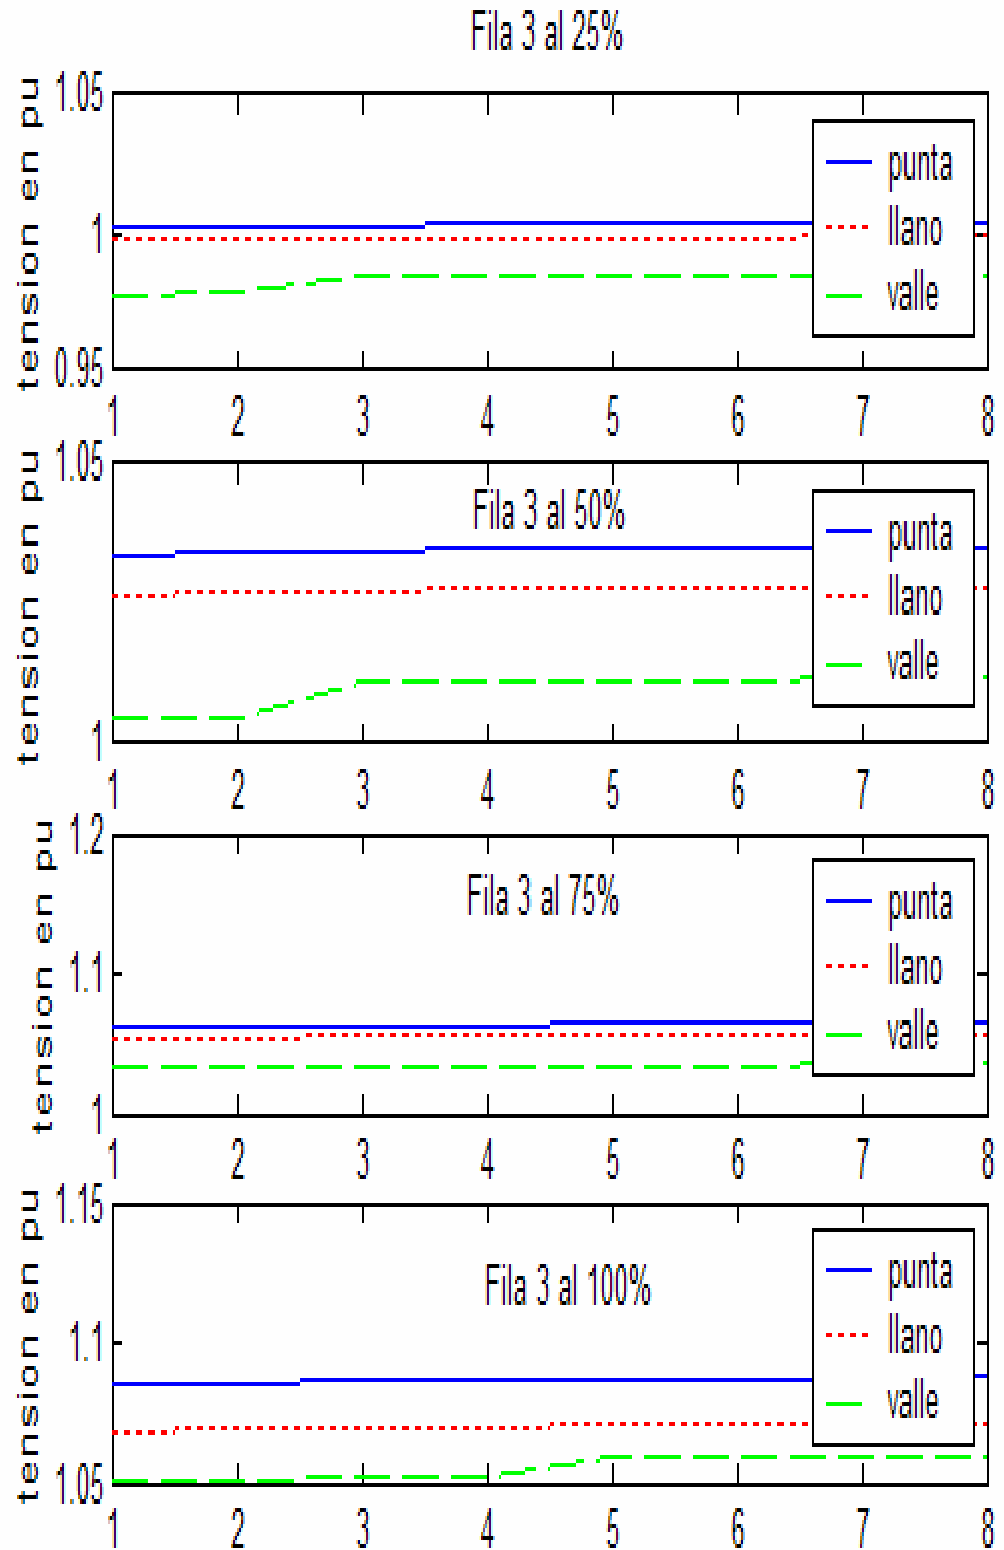 Fila 3 al 25%
tension en pu
1.05
1
0.95
punta
llano
valle
1 2 3 4 5 6 7 8
Fila 3 al 50%
tension en pu
1.05
1
punta
llano
valle
1 2 3 4 5 6 7 8
Fila 3 al 75%
tension en pu
1.2
1.1
1
punta
llano
valle
1 2 3 4 5 6 7 8
Fila 3 al 100%
tension en pu
1.15
1.1
1.05
punta
llano
valle
1 2 3 4 5 6 7 8